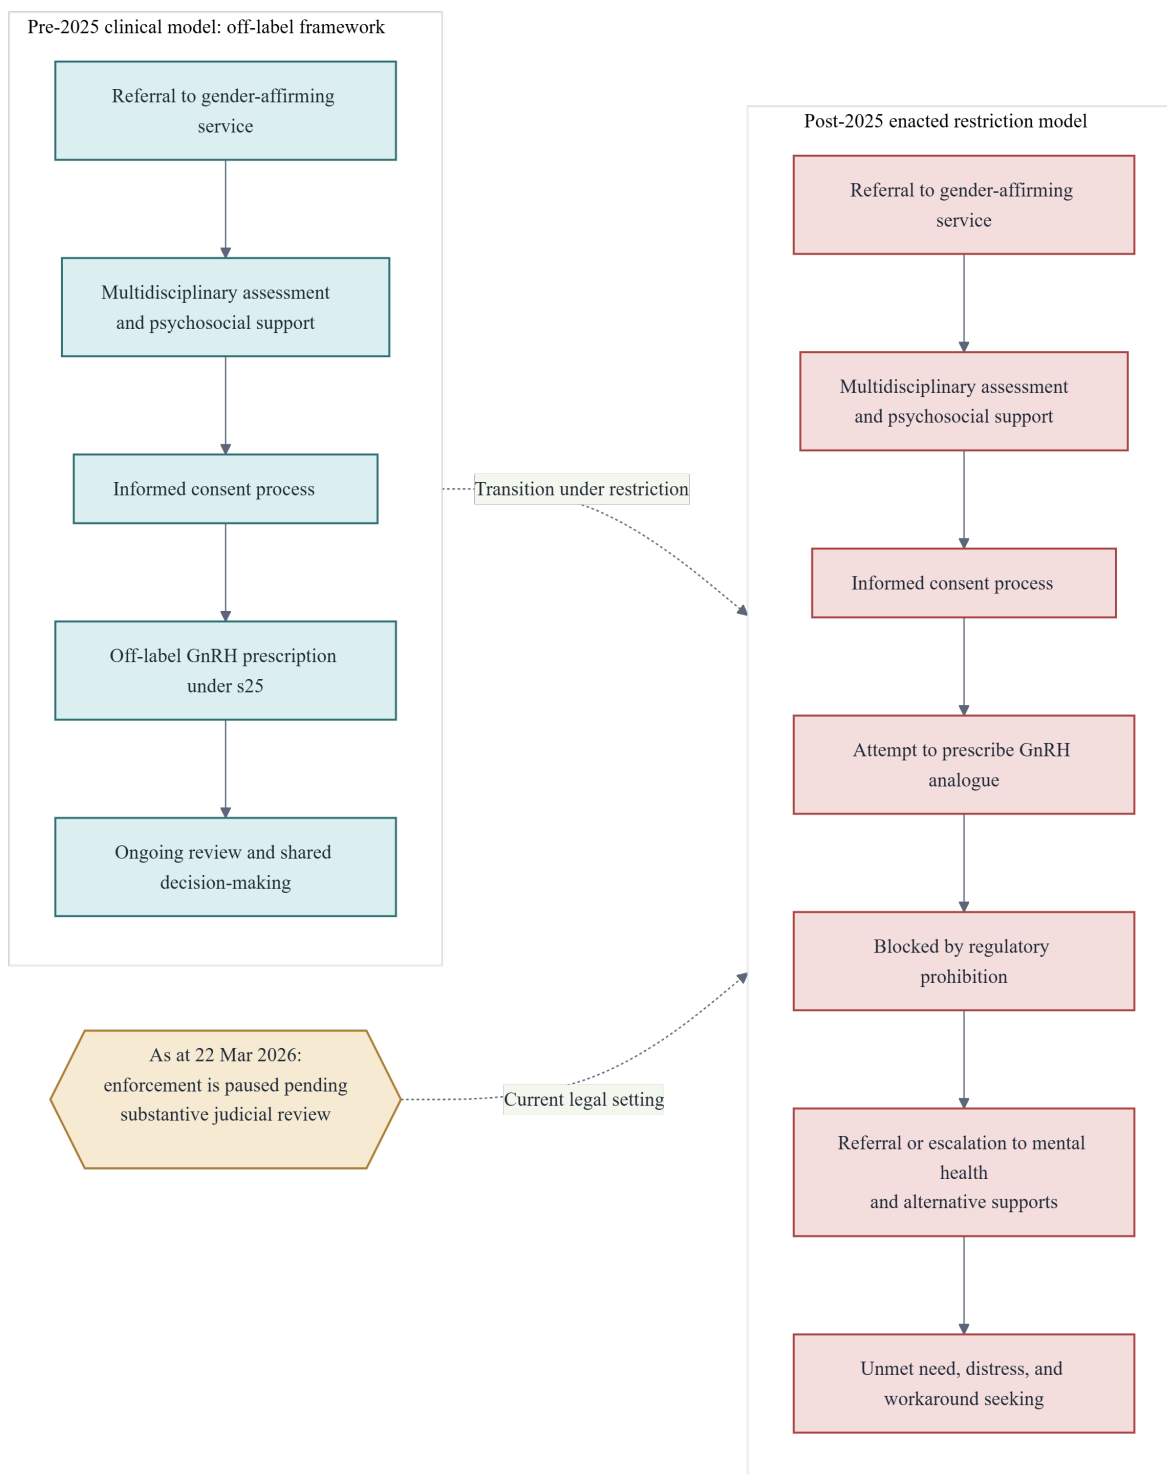 Pre-2025 clinical model: off-label framework
Referral to gender-affirming
service
Multidisciplinary assessment
and psychosocial support
Informed consent process
Off-label GnRH prescription
under s25
Ongoing review and shared
decision-making
Transition under restriction
As at 22 Mar 2026:
enforcement is paused pending
substantive judicial review
Current legal setting
Post-2025 enacted restriction model
Referral to gender-affirming
service
Multidisciplinary assessment
and psychosocial support
Informed consent process
Attempt to prescribe GnRH
analogue
Blocked by regulatory
prohibition
Referral or escalation to mental
health
and alternative supports
Unmet need, distress, and
workaround seeking